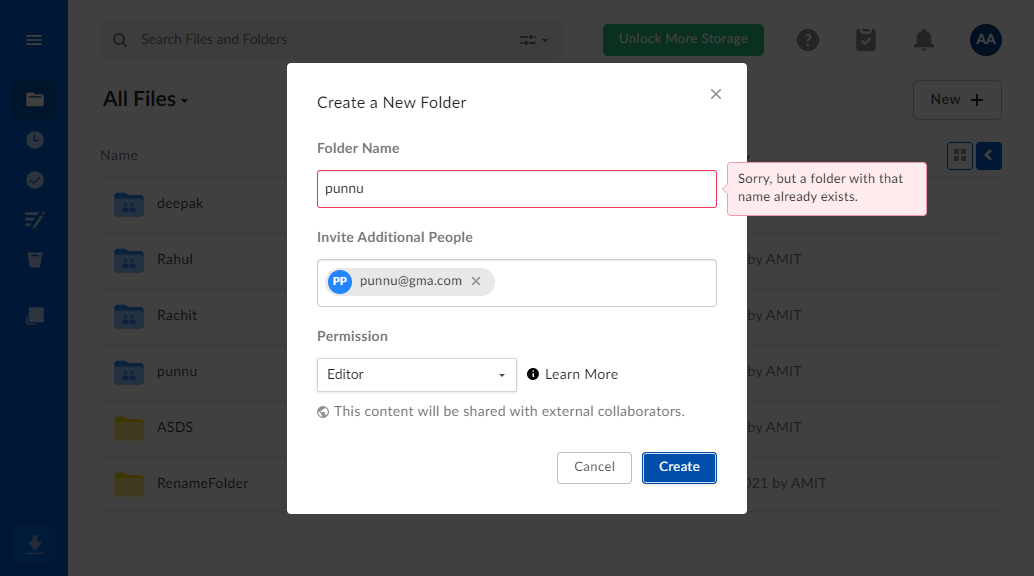 Search Files and Folders
Unlock More Storage
?
AA
All Files
New
Name
deepak
Rahul
by AMIT
Rachit
by AMIT
punnu
by AMIT
ASDS
by AMIT
RenameFolder
021 by AMIT
Create a New Folder
Folder Name
punnu
Sorry, but a folder with that
name already exists.
Invite Additional People
PP punnu@gma.com
Permission
Editor
Learn More
This content will be shared with external collaborators.
Cancel
Create